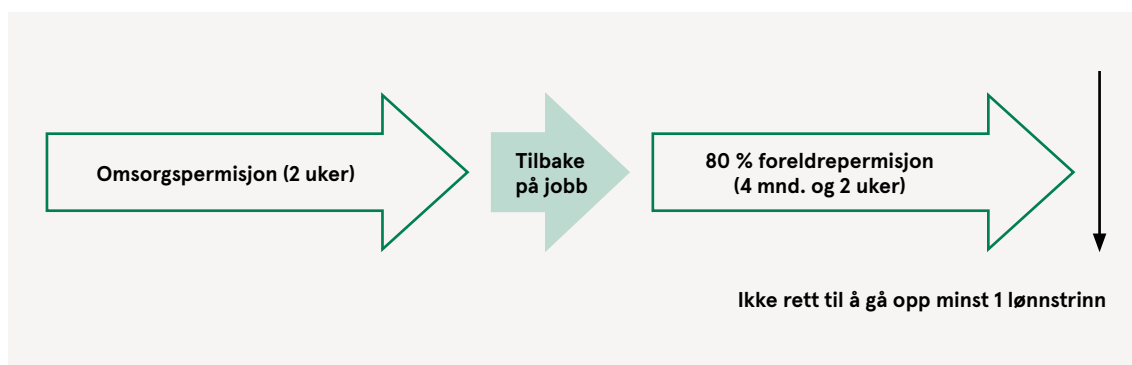 Omsorgspermisjon (2 uker)
Tilbake
på jobb
80 % foreldrepermisjon
(4 mnd. og 2 uker)
Ikke rett til å gå opp minst 1 lønnstrinn